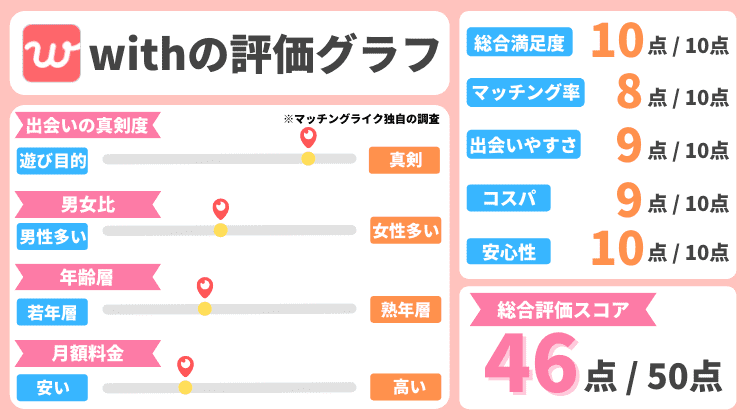 w withの評価グラフ
※マッチングライク独自の調査
出会いの真剣度
遊び目的 真剣
男女比
男性多い 女性多い
年齢層
若年層 熟年層
月額料金
安い 高い
総合満足度 10点 / 10点
マッチング率 8点 / 10点
出会いやすさ 9点 / 10点
コスパ 9点 / 10点
安心性 10点 / 10点
総合評価スコア
46点 / 50点